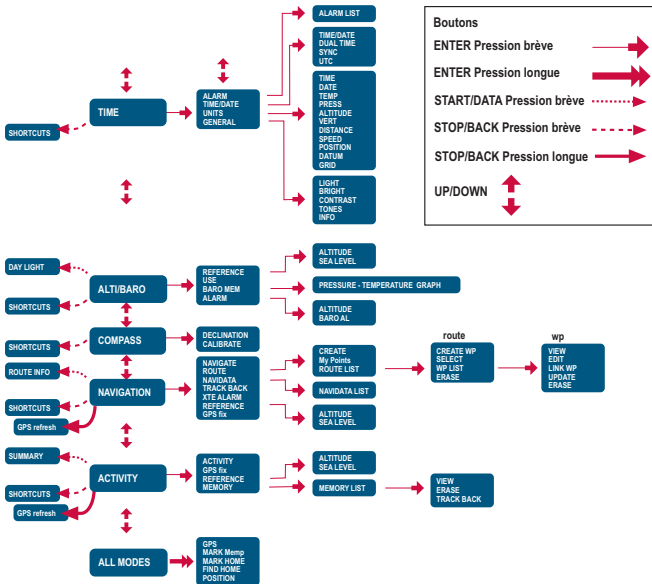 ALARM LIST
TIME/DATE
DUAL TIME
SYNC
UTC
TIME
ALARM
TIME/DATE
UNITS
GENERAL
SHORTCUTS
TIME
DATE
TEMP
PRESS
ALTITUDE
VERT
DISTANCE
SPEED
POSITION
DATUM
GRID
LIGHT
BRIGHT
CONTRAST
TONES
INFO
Boutons
ENTER Pression brève
ENTER Pression longue
START/DATA Pression brève
STOP/BACK Pression brève
STOP/BACK Pression longue
UP/DOWN
DAY LIGHT
SHORTCUTS
ALTI/BARO
REFERENCE
USE
BARO MEM
ALARM
ALTITUDE
SEA LEVEL
PRESSURE - TEMPERATURE GRAPH
ALTITUDE
BARO AL
SHORTCUTS
COMPASS
DECLINATION
CALIBRATE
ROUTE INFO
SHORTCUTS
GPS refresh
NAVIGATION
NAVIGATE
ROUTE
NAVIDATA
TRACK BACK
XTE ALARM
REFERENCE
GPS fix
CREATE
My Points
ROUTE LIST
NAVIDATA LIST
ALTITUDE
SEA LEVEL
route
CREATE WP
SELECT
WP LIST
ERASE
wp
VIEW
EDIT
LINK WP
UPDATE
ERASE
SUMMARY
SHORTCUTS
GPS refresh
ACTIVITY
ACTIVITY
GPS fix
REFERENCE
MEMORY
ALTITUDE
SEA LEVEL
MEMORY LIST
VIEW
ERASE
TRACK BACK
ALL MODES
GPS
MARK Memp
MARK HOME
FIND HOME
POSITION